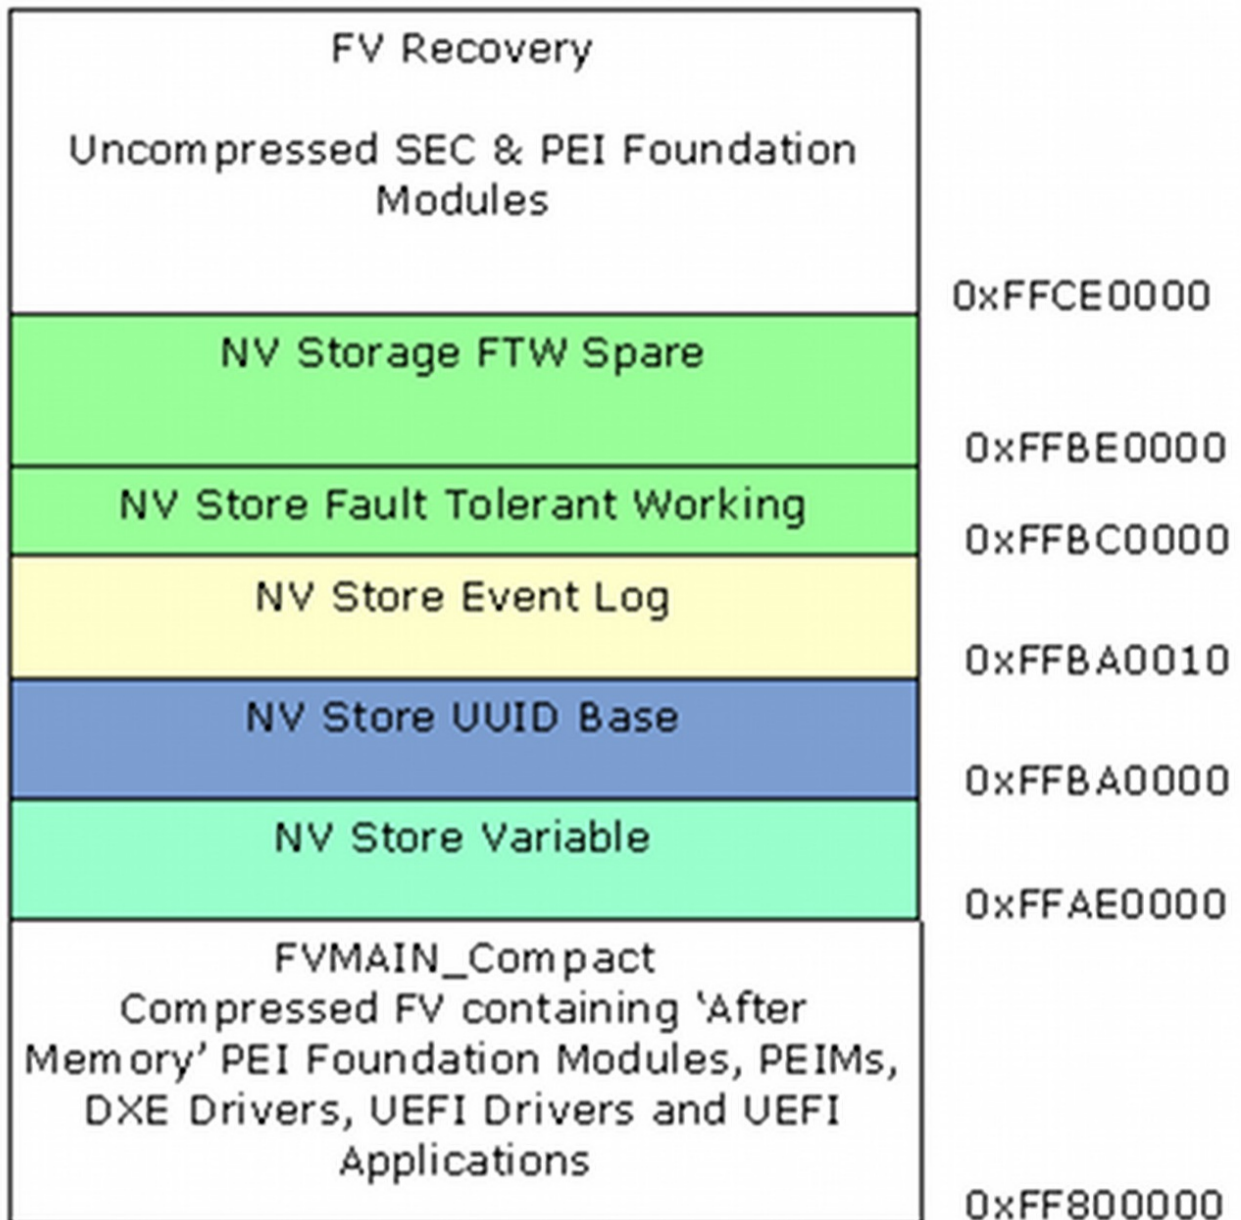 FV Recovery
Uncompressed SEC & PEI Foundation
Modules
0xFFCE0000
NV Storage FTW Spare
0xFFBE0000
NV Store Fault Tolerant Working
0xFFBC0000
NV Store Event Log
0xFFBA0010
NV Store UUID Base
0xFFBA0000
NV Store Variable
0xFFAE0000
FVMAIN_Compact
Compressed FV containing ‘After
Memory’ PEI Foundation Modules, PEIMs,
DXE Drivers, UEFI Drivers and UEFI
Applications
0xFF800000